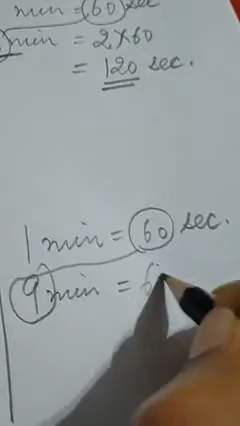 min = 60 sec
min = 2×60
= 120 sec.
1 min = 60 sec.
9 min = 6